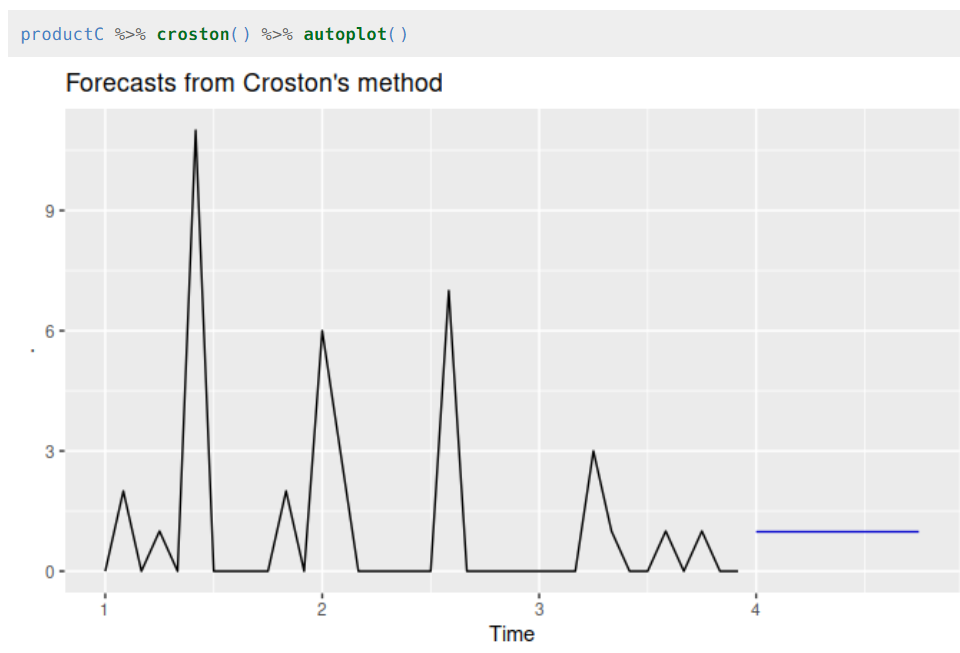 productC %>% croston() %>% autoplot()
Forecasts from Croston's method
9
6
.
3
0
1 2 3 4
Time